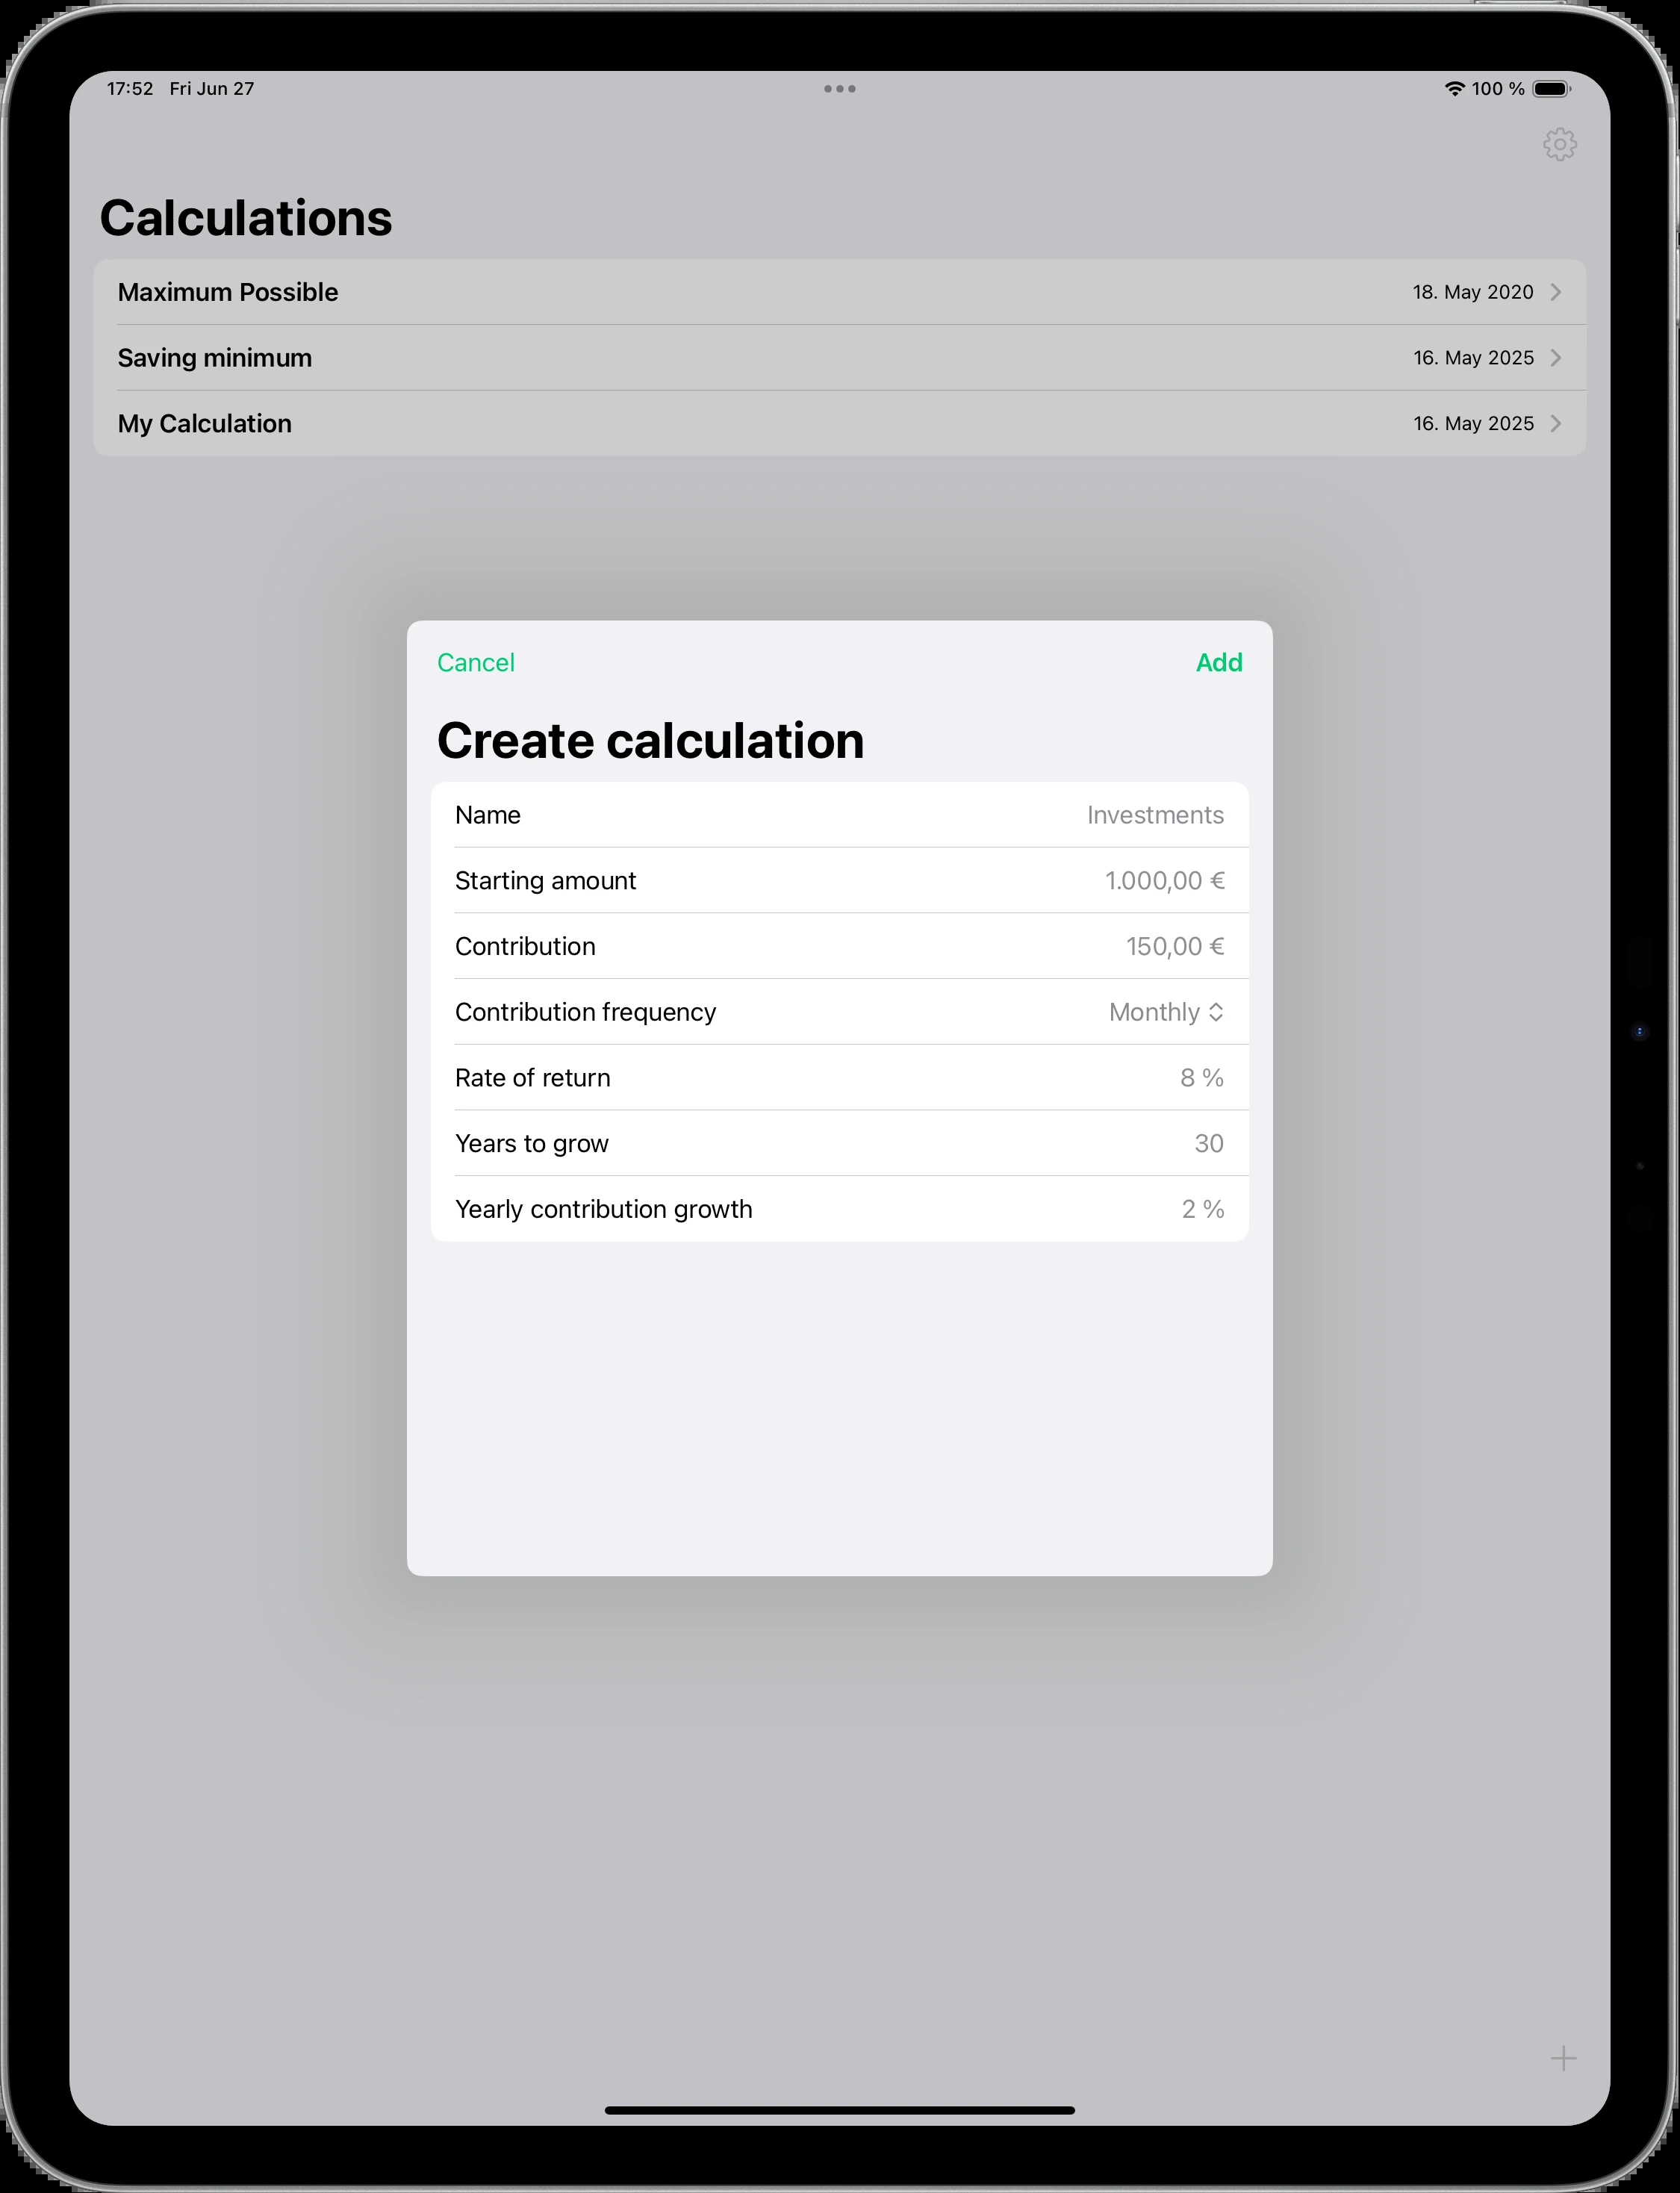 17:52 Fri Jun 27 100 %
Calculations
Maximum Possible 18. May 2020
Saving minimum 16. May 2025
My Calculation 16. May 2025
Cancel Add
Create calculation
Name Investments
Starting amount 1.000,00 €
Contribution 150,00 €
Contribution frequency Monthly
Rate of return 8 %
Years to grow 30
Yearly contribution growth 2 %